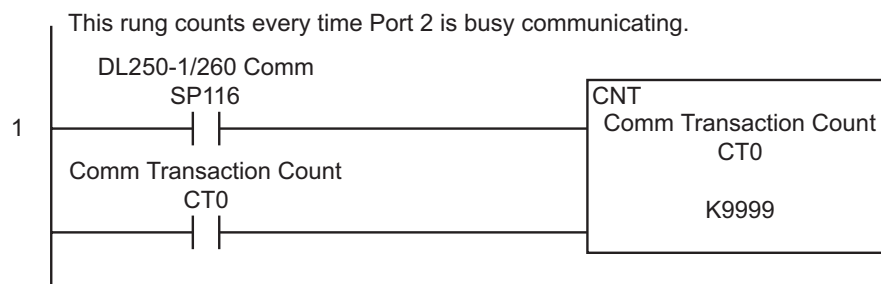 This rung counts every time Port 2 is busy communicating.
DL250-1/260 Comm
SP116
1
CNT
Comm Transaction Count
CT0
K9999
Comm Transaction Count
CT0